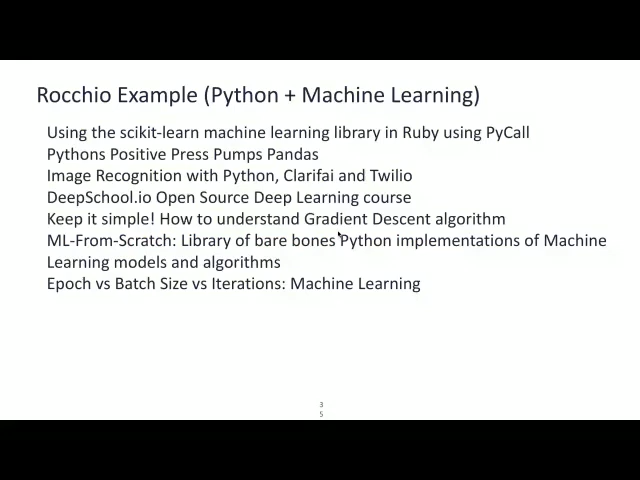 Rocchio Example (Python + Machine Learning)
Using the scikit-learn machine learning library in Ruby using PyCall
Pythons Positive Press Pumps Pandas
Image Recognition with Python, Clarifai and Twilio
DeepSchool.io Open Source Deep Learning course
Keep it simple! How to understand Gradient Descent algorithm
ML-From-Scratch: Library of bare bones Python implementations of Machine
Learning models and algorithms
Epoch vs Batch Size vs Iterations: Machine Learning
3
5